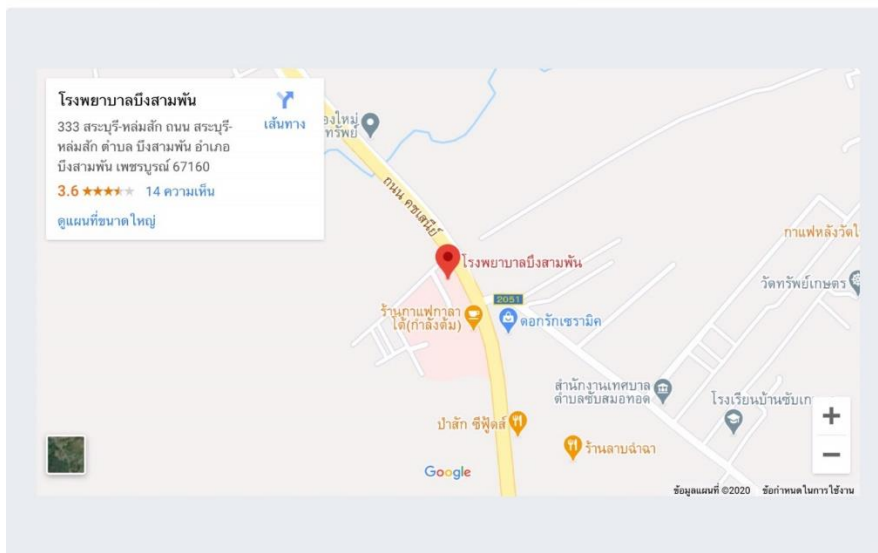 โรงพยาบาลบึงสามพัน
เส้นทาง
333 สระบุรี-หล่มสัก ถนน สระบุรี-
หล่มสัก ตำบล บึงสามพัน อำเภอ
บึงสามพัน เพชรบูรณ์ 67160
3.6 ★★★★★ 14 ความเห็น
ดูแผนที่ขนาดใหญ่
องใหม่
ทรัพย์
ถนน คชเสนีย์
กาแฟหลังวัดใ
โรงพยาบาลบึงสามพัน
วัดทรัพย์เกษตร
2051
ร้านกาแฟกาลา
ได้(กำลังต้ม)
ดอกรักเซรามิค
สำนักงานเทศบาล
ตำบลซับสมอทอด
โรงเรียนบ้านซับเก
ป่าสัก ซีฟู้ดส์
ร้านลาบฉำฉา
+
−
Google
ข้อมูลแผนที่ ©2020 ข้อกำหนดในการใช้งาน